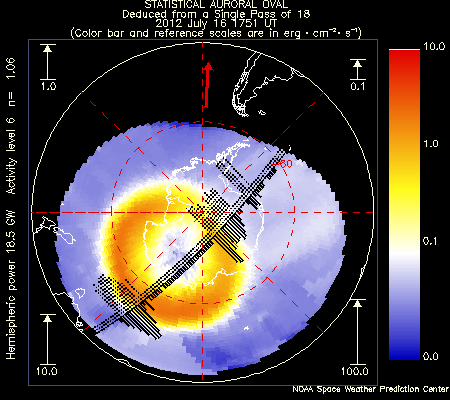 STATISTICAL AURORAL OVAL
Deduced from a Single Pass of 18
2012 July 16 1751 UT
(Color bar and reference scales are in erg·cm⁻²·s⁻¹)
Hemispheric power 18.5 GW Activity level 6 n= 1.06
1.0
0.1
10.0
100.0
-60
10.0
1.0
0.1
0.0
NOAA Space Weather Prediction Center